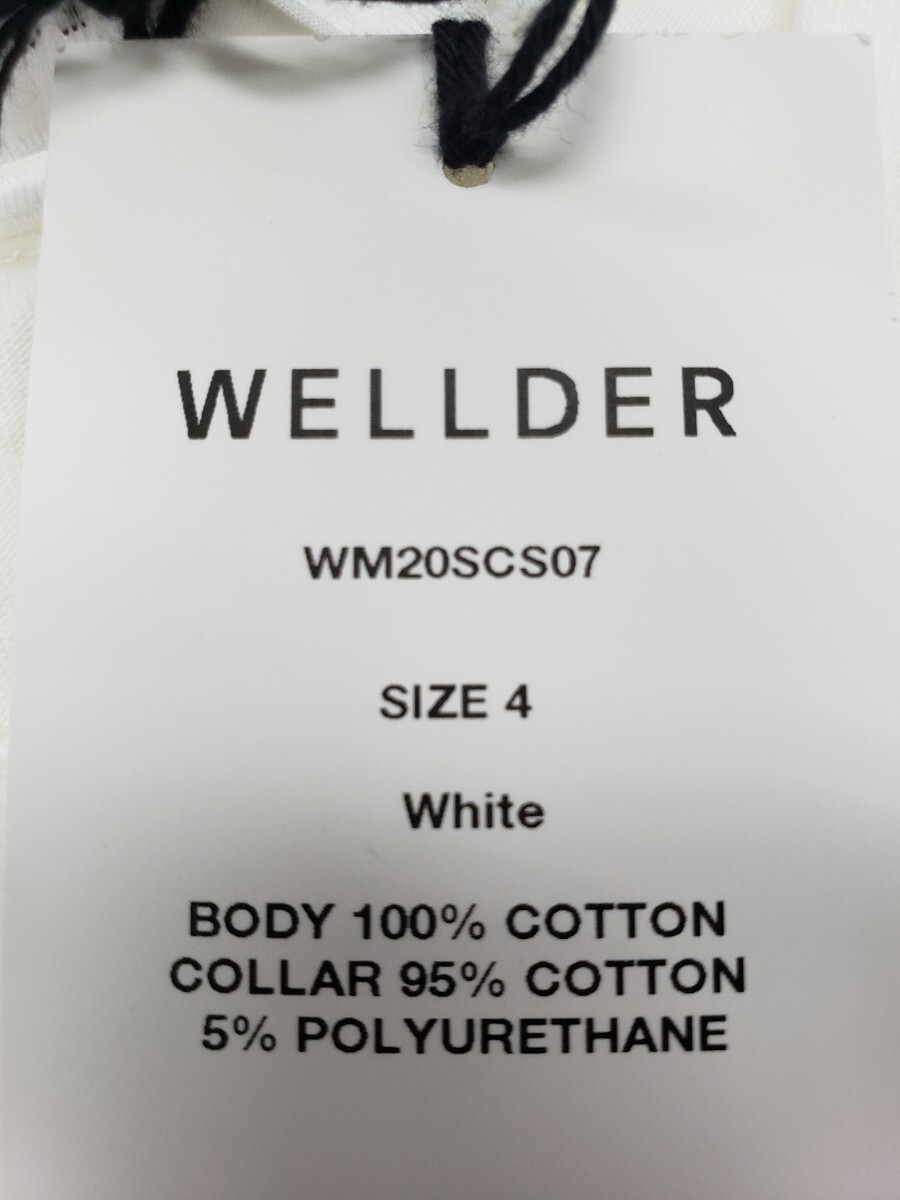 WELLDER
WM20SCS07
SIZE 4
White
BODY 100% COTTON
COLLAR 95% COTTON
5% POLYURETHANE